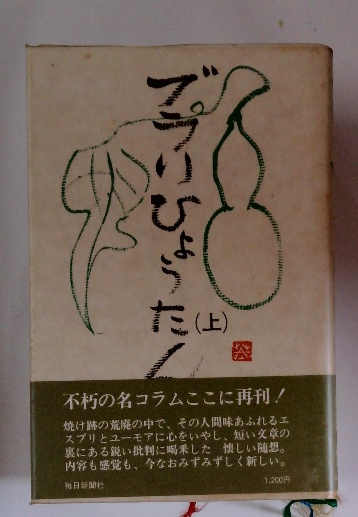 ブラリひょうたん
(上)
不朽の名コラムここに再刊!
焼け跡の荒廃の中で、その人間味あふれるエ
スプリとユーモアに心をいやし、短い文章の
裏にある鋭い批判に喝采した 懐しい随想。
内容も感覚も、今なおみずみずしく新しい。
毎日新聞社
1,200円